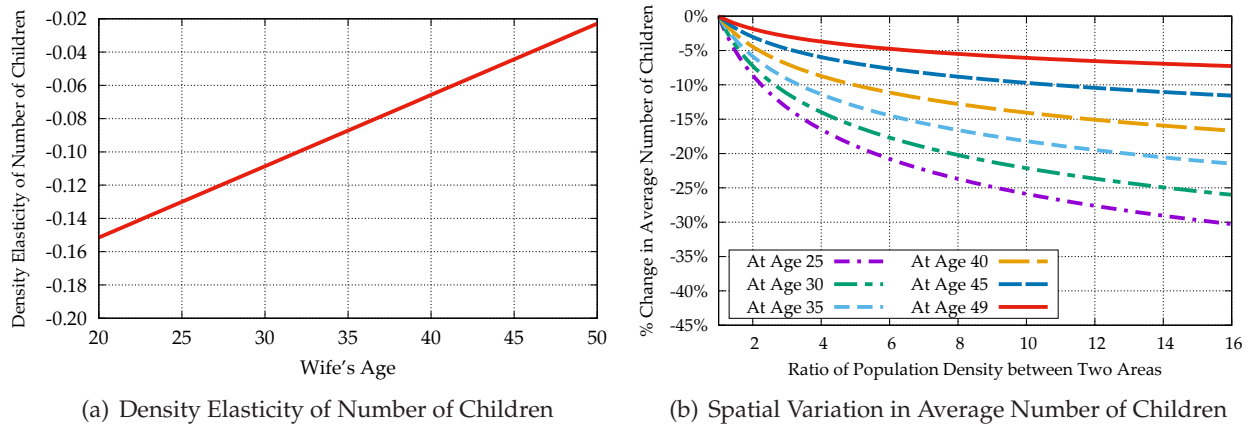 Density Elasticity of Number of Children
-0.02
-0.04
-0.06
-0.08
-0.10
-0.12
-0.14
-0.16
-0.18
-0.20
20 25 30 35 40 45 50
Wife's Age
(a) Density Elasticity of Number of Children
% Change in Average Number of Children
0%
-5%
-10%
-15%
-20%
-25%
-30%
-35%
-40%
-45%
At Age 25 At Age 40
At Age 30 At Age 45
At Age 35 At Age 49
2 4 6 8 10 12 14 16
Ratio of Population Density between Two Areas
(b) Spatial Variation in Average Number of Children